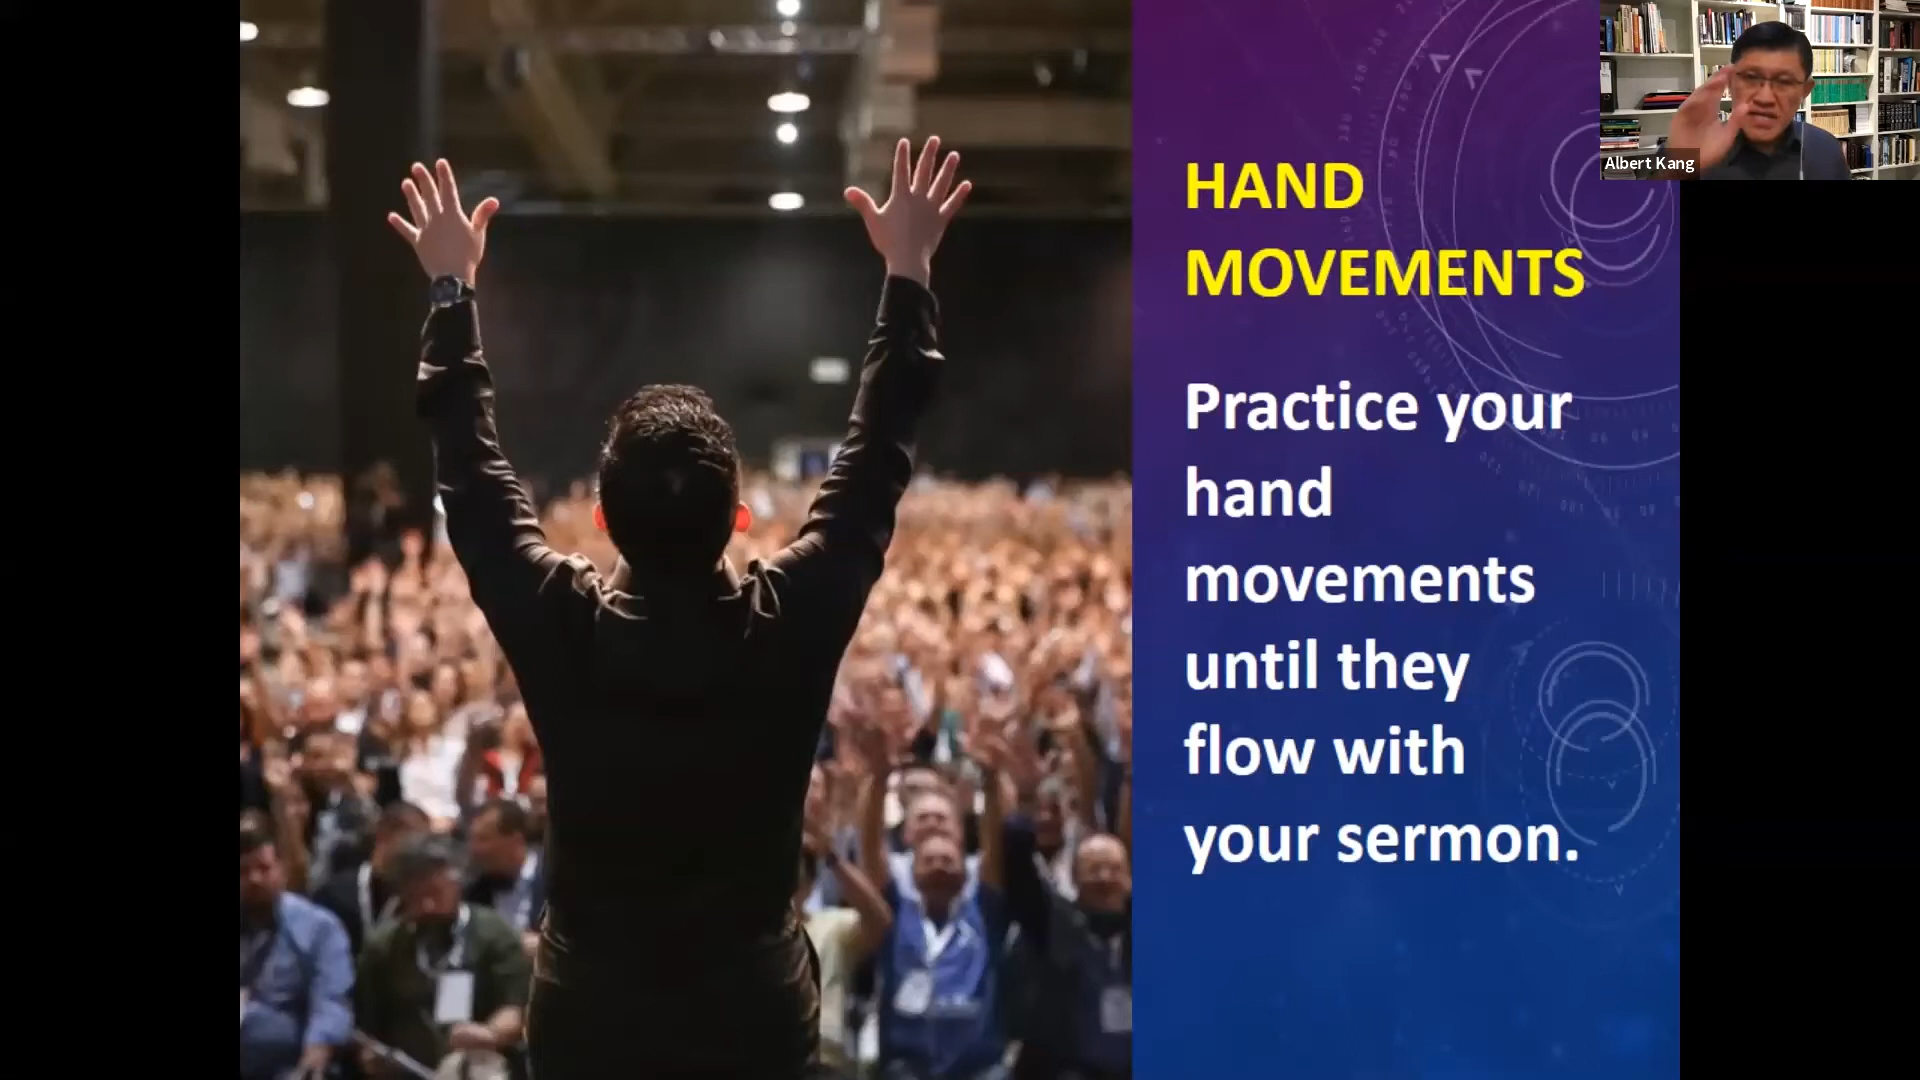 HAND
MOVEMENTS
Practice your
hand
movements
until they
flow with
your sermon.
Albert Kang